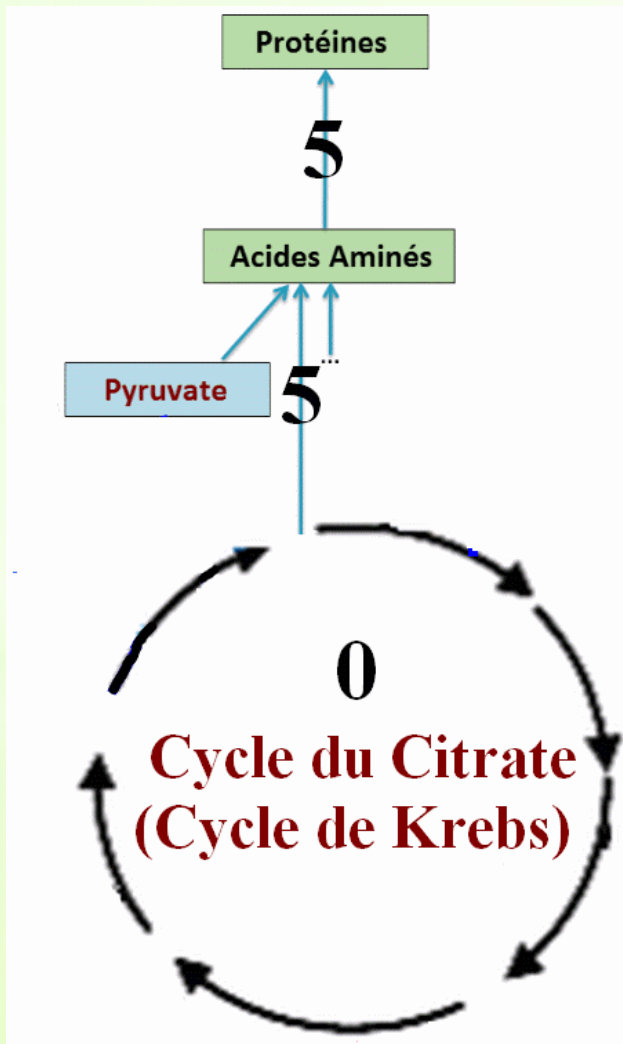 Protéines
5
Acides Aminés
...
Pyruvate
5
0
Cycle du Citrate
(Cycle de Krebs)